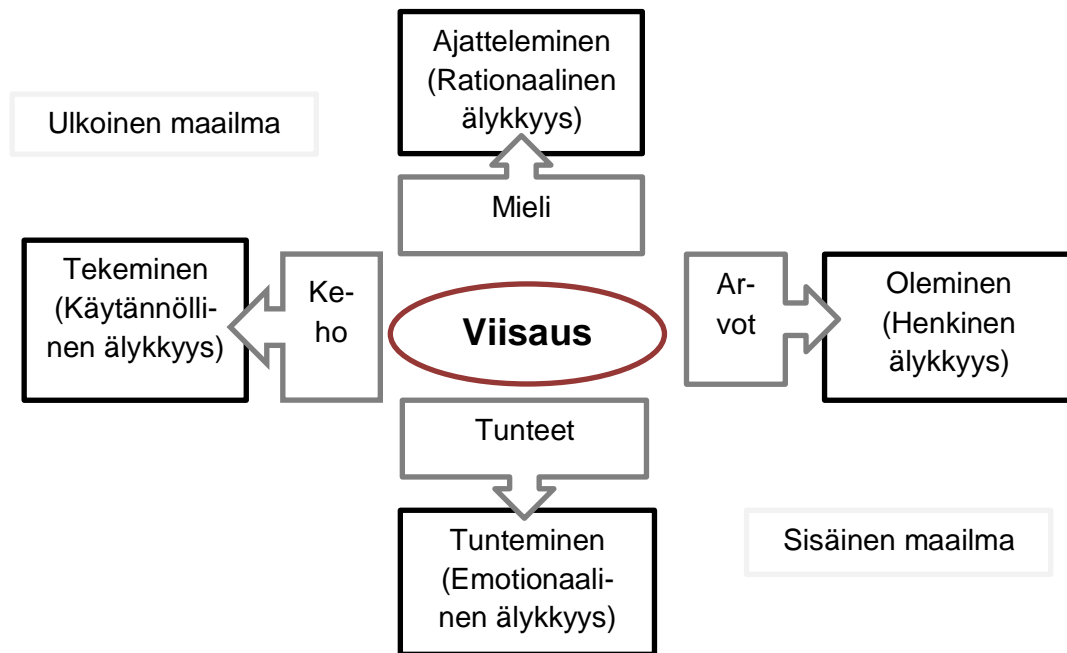 Ajatteleminen
(Rationaalinen
älykkyys)
Ulkoinen maailma
Mieli
Tekeminen
(Käytännölli-
nen älykkyys)
Ke-
ho
Viisaus
Ar-
vot
Oleminen
(Henkinen
älykkyys)
Tunteet
Tunteminen
(Emotionaali-
nen älykkyys)
Sisäinen maailma